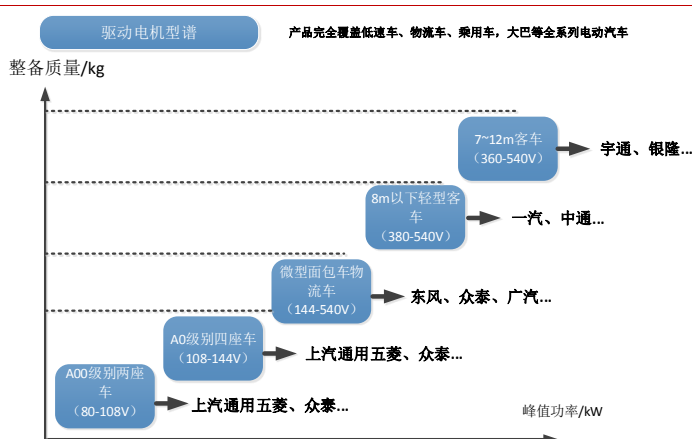 驱动电机型谱
产品完全覆盖低速车、物流车、乘用车，大巴等全系列电动汽车
整备质量/kg
7~12m客车
（360-540V）
宇通、银隆...
8m以下轻型客
车
（380-540V）
一汽、中通...
微型面包车物
流车
（144-540V）
东风、众泰、广汽...
A0级别四座车
（108-144V）
上汽通用五菱、众泰...
A00级别两座
车
（80-108V）
上汽通用五菱、众泰...
峰值功率/kW